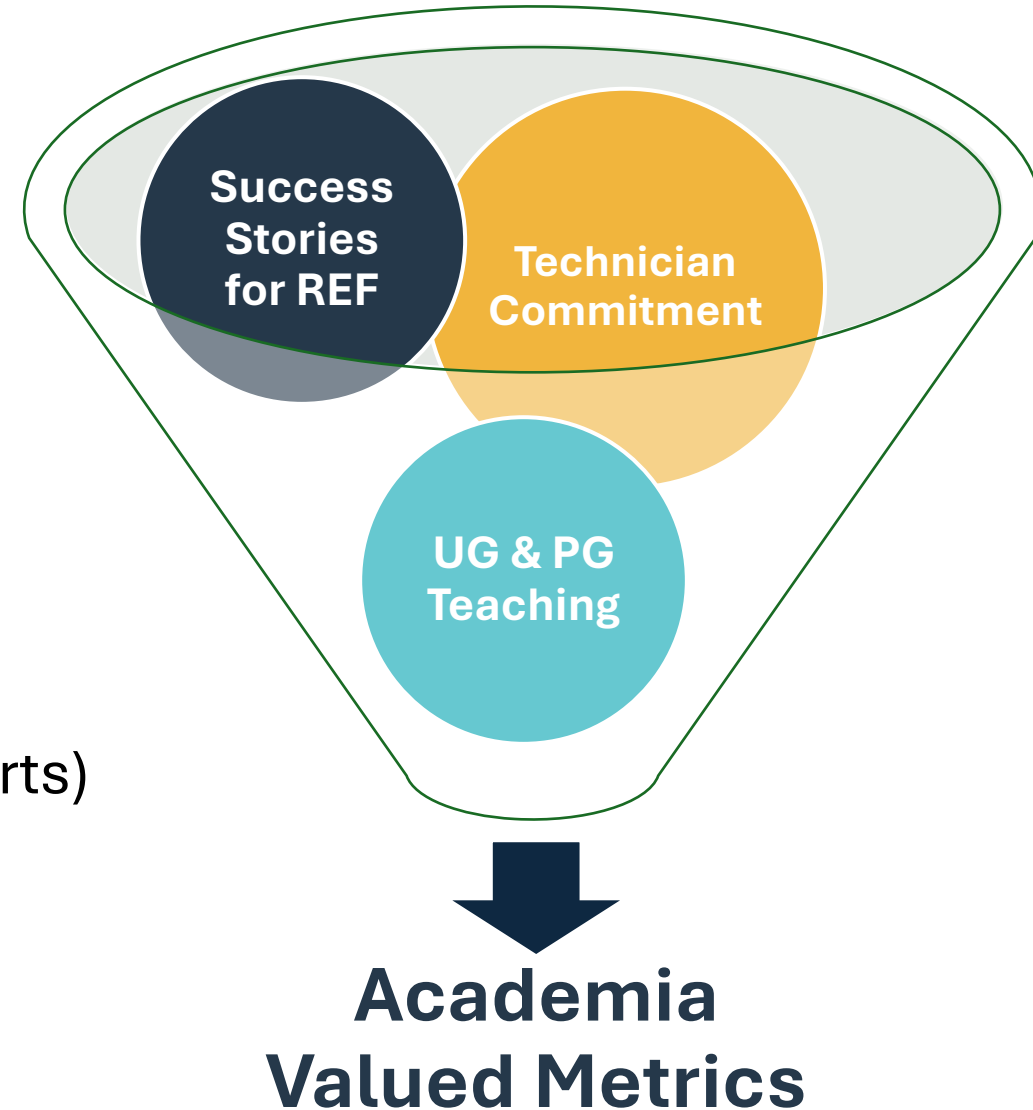 Success
Stories
for REF
Technician
Commitment
UG & PG
Teaching
rts)
Academia
Valued Metrics